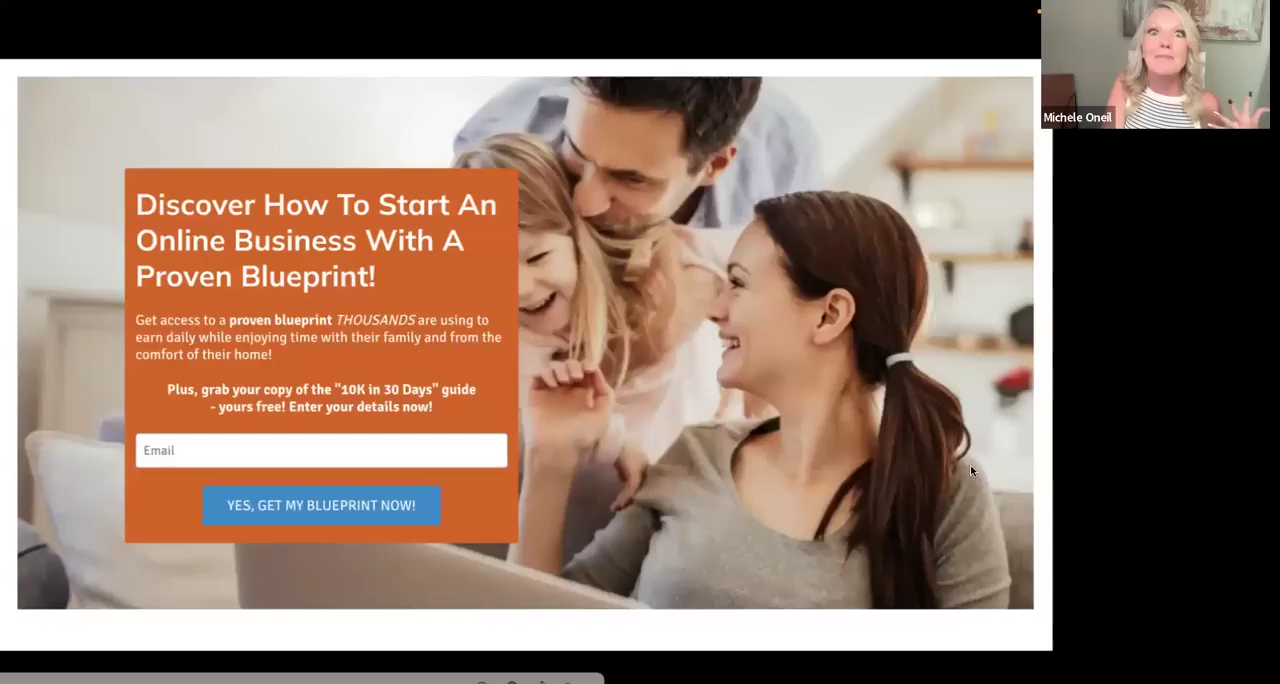 Michele Oneil
Discover How To Start An
Online Business With A
Proven Blueprint!
Get access to a proven blueprint THOUSANDS are using to
earn daily while enjoying time with their family and from the
comfort of their home!
Plus, grab your copy of the "10K in 30 Days" guide
- yours free! Enter your details now!
Email
YES, GET MY BLUEPRINT NOW!